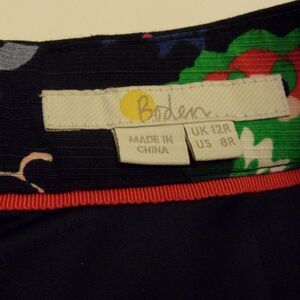 Boden
MADE IN
CHINA
UK 12R
US 8R